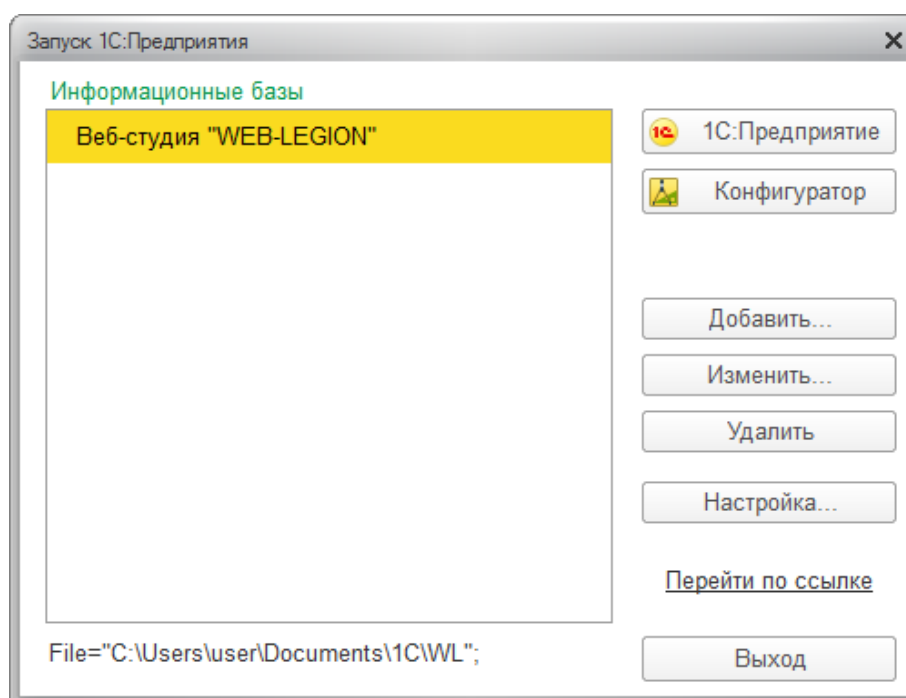 Запуск 1С:Предприятия
Информационные базы
Веб-студия "WEB-LEGION"
1С:Предприятие
Конфигуратор
Добавить...
Изменить...
Удалить
Настройка...
Перейти по ссылке
File="C:\Users\user\Documents\1C\WL";
Выход